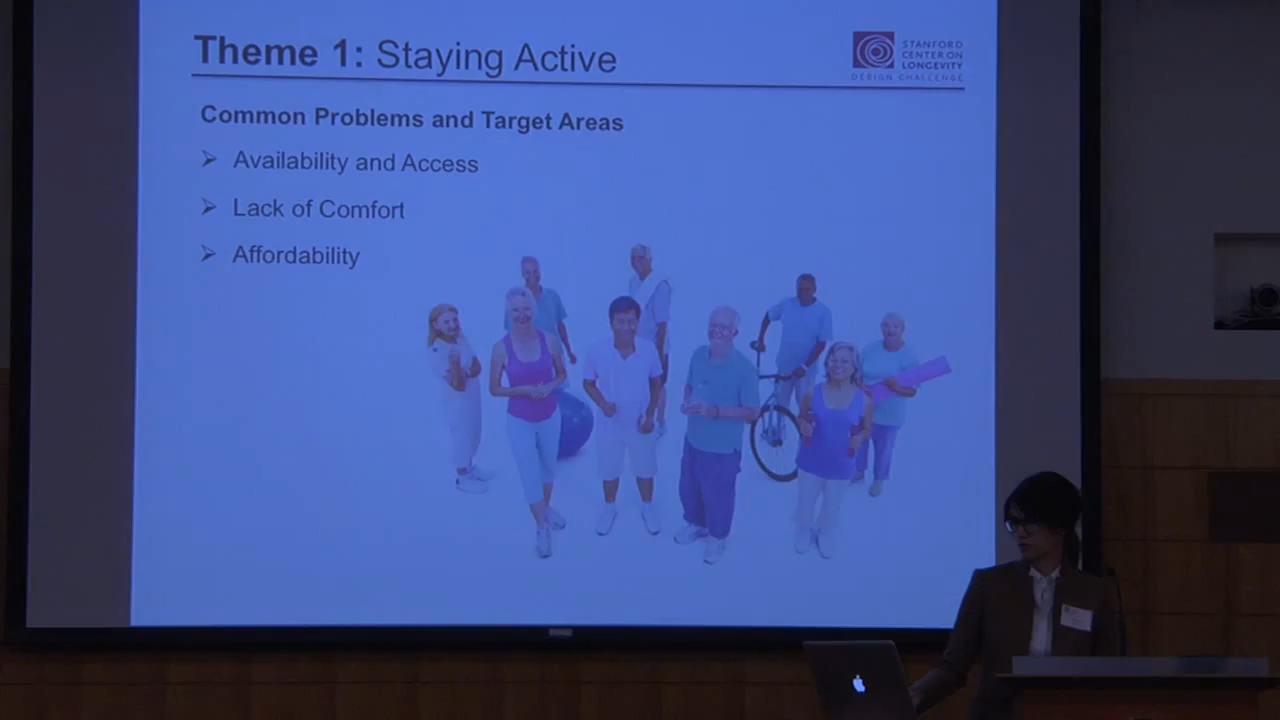 Theme 1: Staying Active
STANFORD
CENTER ON
LONGEVITY
DESIGN CHALLENGE
Common Problems and Target Areas
Availability and Access
Lack of Comfort
Affordability